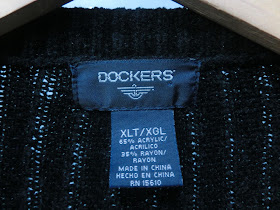 DOCKERS®
XLT/XGL
65% ACRYLIC/
ACRILICO
35% RAYON/
RAYON
MADE IN CHINA
HECHO EN CHINA
RN 15610